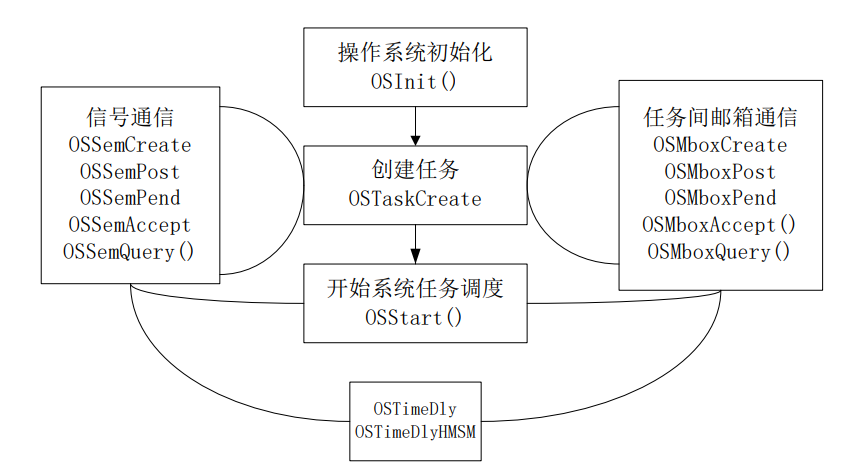 操作系统初始化
OSInit()
信号通信
OSSemCreate
OSSemPost
OSSemPend
OSSemAccept
OSSemQuery()
创建任务
OSTaskCreate
任务间邮箱通信
OSMboxCreate
OSMboxPost
OSMboxPend
OSMboxAccept()
OSMboxQuery()
开始系统任务调度
OSStart()
OSTimeDly
OSTimeDlyHMSM